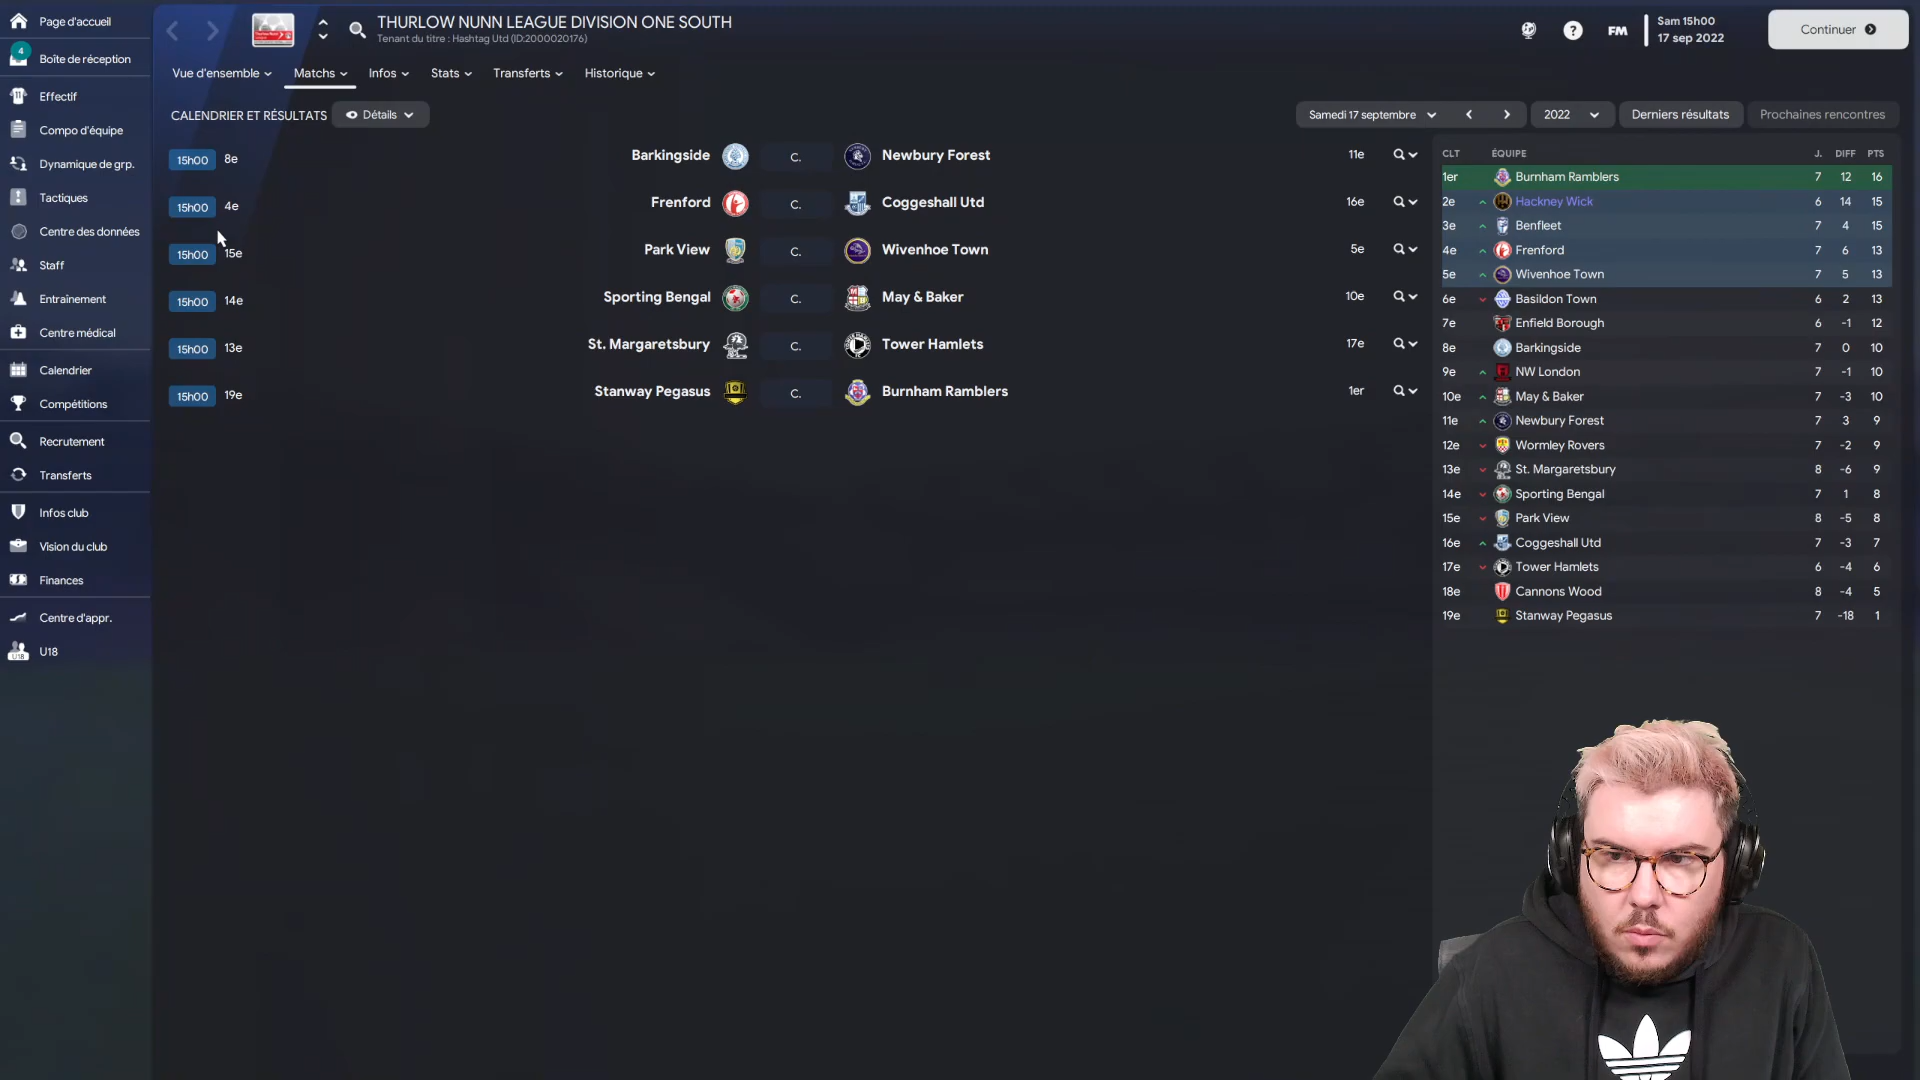 Page d'accueil
4
Boîte de réception
Effectif
Compo d'équipe
Dynamique de grp.
Tactiques
Centre des données
Staff
Entraînement
Centre médical
Calendrier
Compétitions
Recrutement
Transferts
Infos club
Vision du club
Finances
Centre d'appr.
U18
U18
THURLOW NUNN LEAGUE DIVISION ONE SOUTH
Tenant du titre : Hashtag Utd (ID:2000020176)
? FM Sam 15h00
17 sep 2022
Continuer
Vue d'ensemble Matchs Infos Stats Transferts Historique
CALENDRIER ET RÉSULTATS Détails
Samedi 17 septembre 2022 Derniers résultats Prochaines rencontres
15h00 8e Barkingside C. Newbury Forest 11e
15h00 4e Frenford C. Coggeshall Utd 16e
15h00 15e Park View C. Wivenhoe Town 5e
15h00 14e Sporting Bengal C. May & Baker 10e
15h00 13e St. Margaretsbury C. Tower Hamlets 17e
15h00 19e Stanway Pegasus C. Burnham Ramblers 1er
CLT ÉQUIPE J. DIFF PTS
1er Burnham Ramblers 7 12 16
2e Hackney Wick 6 14 15
3e Benfleet 7 4 15
4e Frenford 7 6 13
5e Wivenhoe Town 7 5 13
6e Basildon Town 6 2 13
7e Enfield Borough 6 -1 12
8e Barkingside 7 0 10
9e NW London 7 -1 10
10e May & Baker 7 -3 10
11e Newbury Forest 7 3 9
12e Wormley Rovers 7 -2 9
13e St. Margaretsbury 8 -6 9
14e Sporting Bengal 7 1 8
15e Park View 8 -5 8
16e Coggeshall Utd 7 -3 7
17e Tower Hamlets 6 -4 6
18e Cannons Wood 8 -4 5
19e Stanway Pegasus 7 -18 1